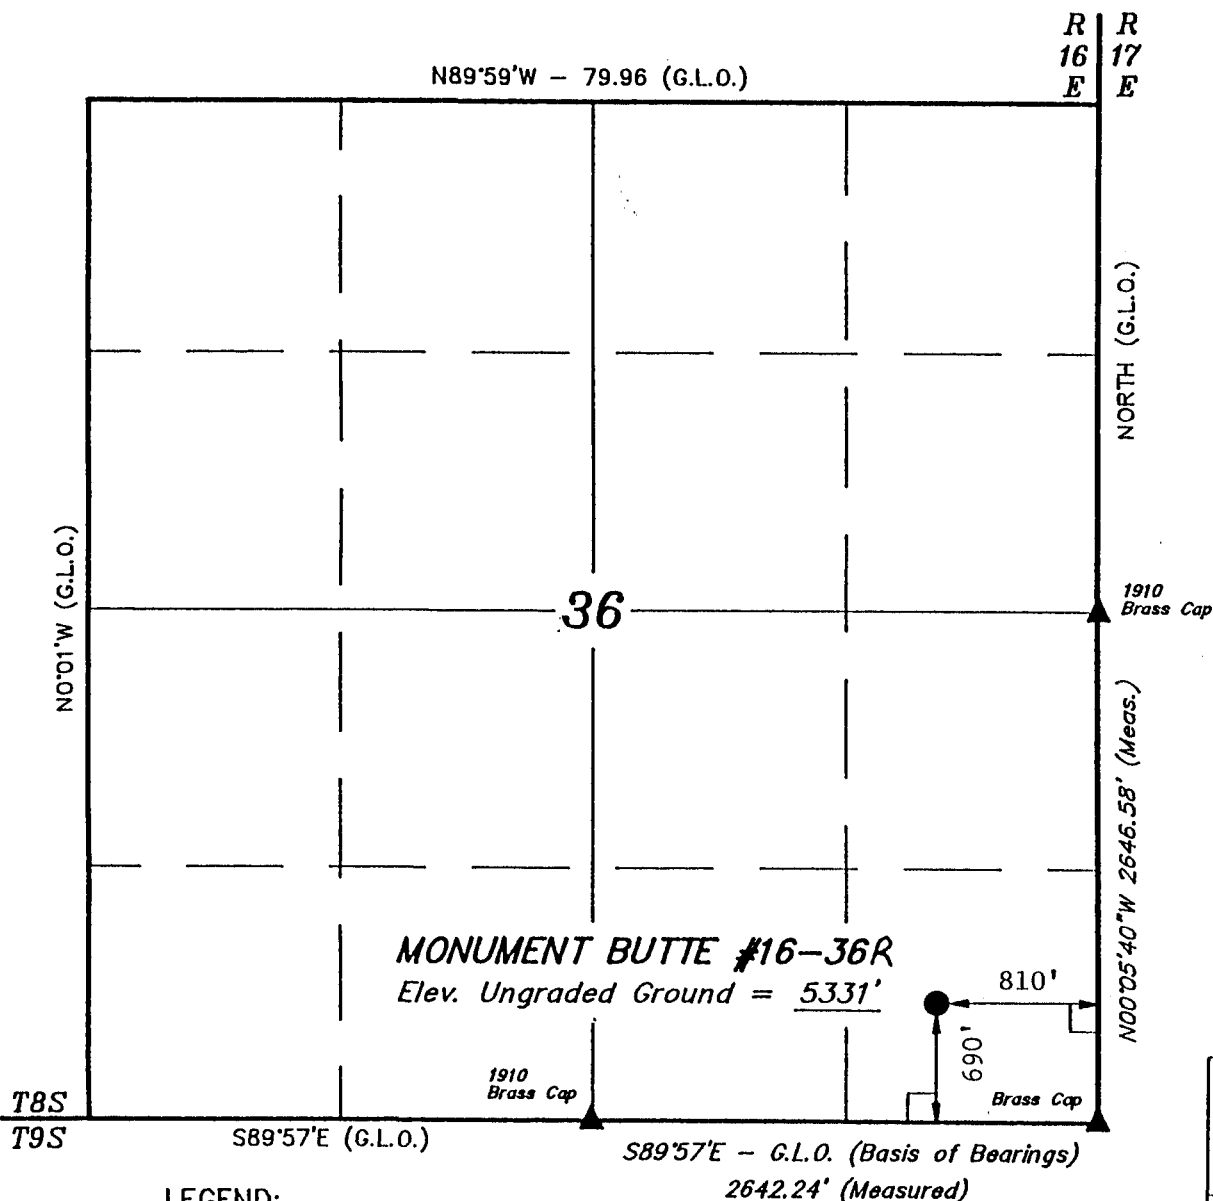 R R
16 17
E E
N89°59'W – 79.96 (G.L.O.)
NORTH (G.L.O.)
N0°01'W (G.L.O.)
36
1910
Brass Cap
N00°05'40"W 2646.58' (Meas.)
MONUMENT BUTTE #16-36R
Elev. Ungraded Ground = 5331'
810'
690'
1910
Brass Cap
Brass Cap
T8S
T9S
S89°57'E (G.L.O.)
S89°57'E – G.L.O. (Basis of Bearings)
2642.24' (Measured)
LEGEND: